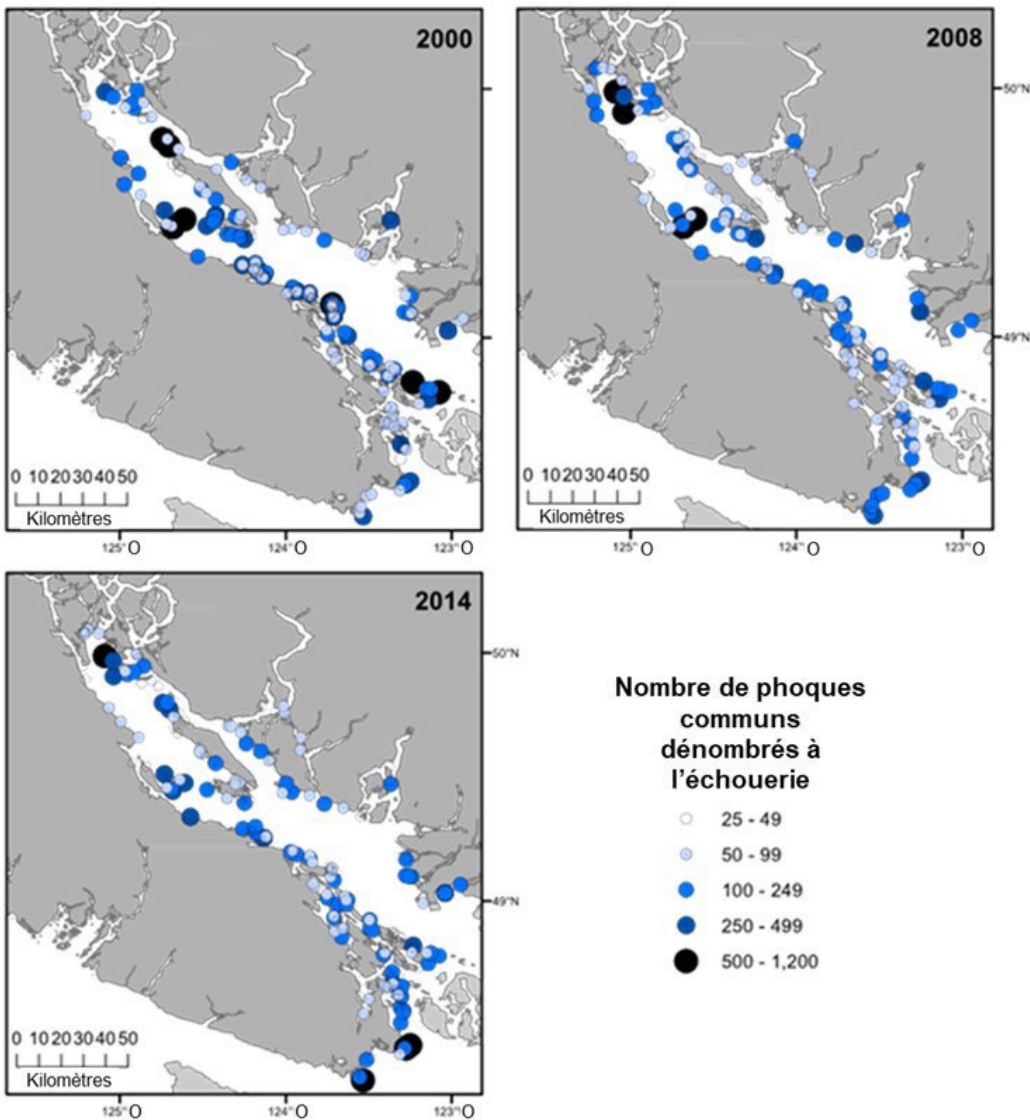 2000
2008
50°N
49°N
0 10 20 30 40 50
Kilomètres
0 10 20 30 40 50
Kilomètres
125°O
124°O
123°O
125°O
124°O
123°O
2014
50°N
49°N
Nombre de phoques
communs
dénombrés à
l'échouerie
25 - 49
50 - 99
100 - 249
250 - 499
500 - 1,200
0 10 20 30 40 50
Kilomètres
125°O
124°O
123°O